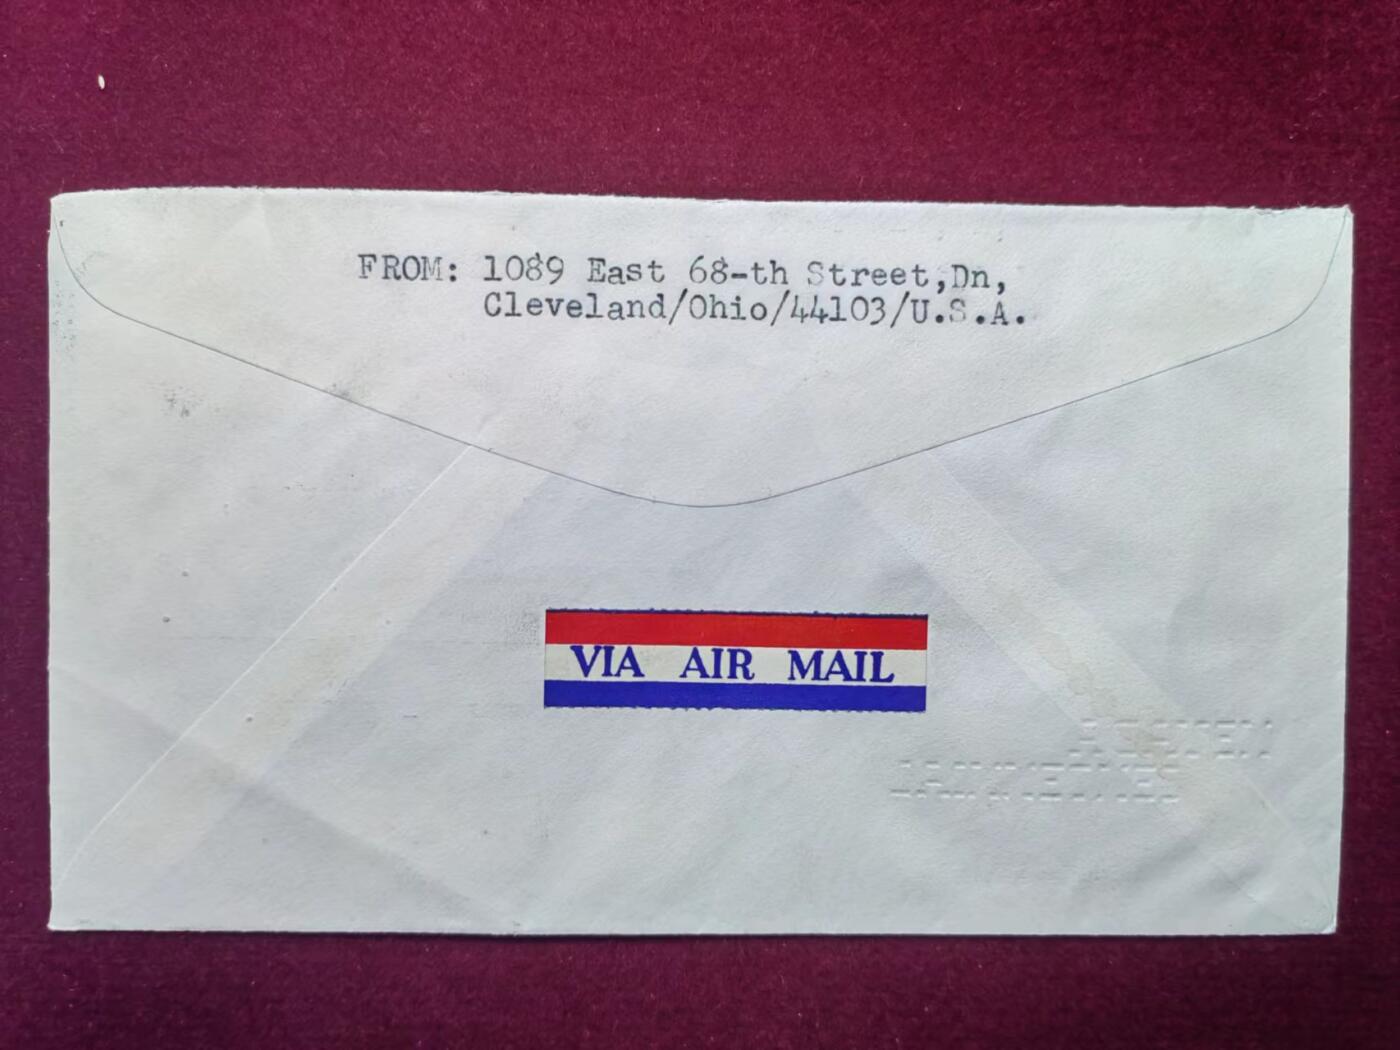 FROM: 1089 East 68-th Street,Dn,
Cleveland/Ohio/44103/U.S.A.
VIA AIR MAIL